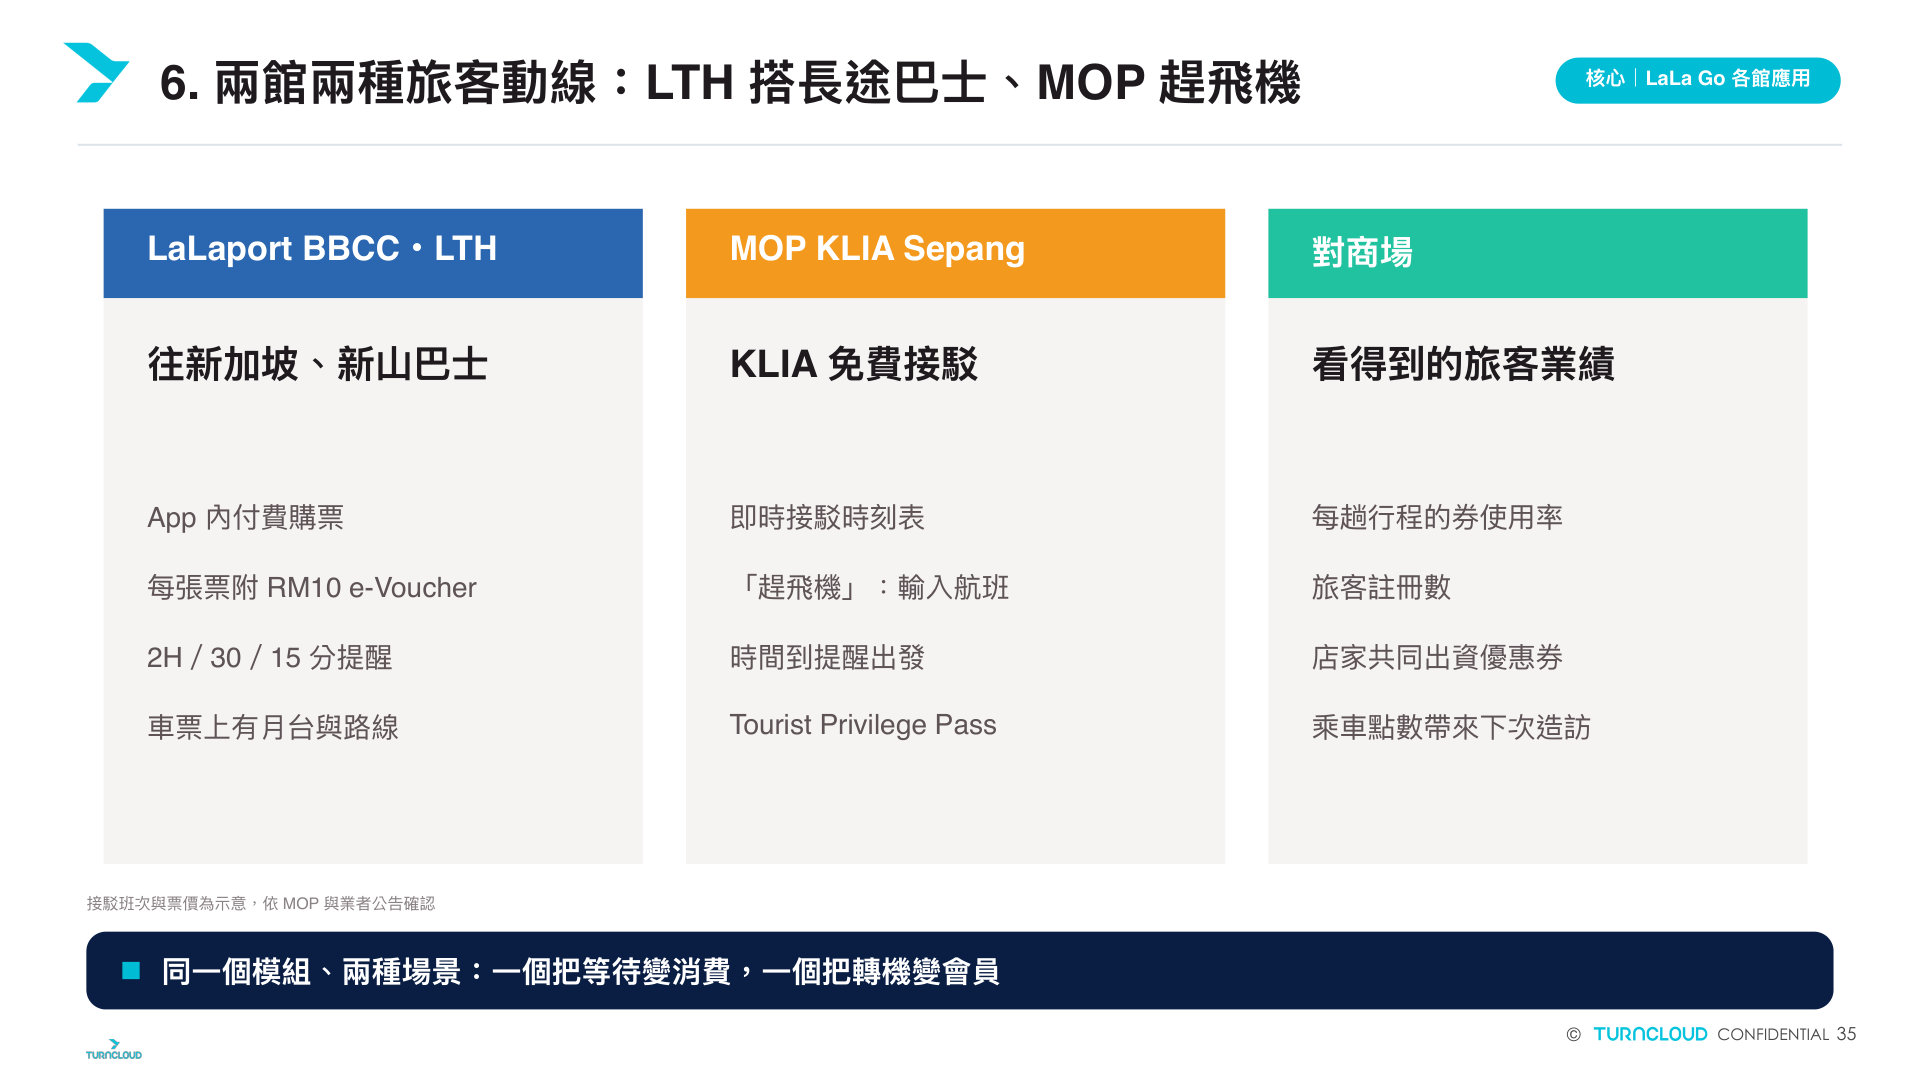 6. 兩館兩種旅客動線：LTH 搭長途巴士、MOP 趕飛機
核心｜LaLa Go 各館應用
LaLaport BBCC・LTH
往新加坡、新山巴士
App 內付費購票
每張票附 RM10 e-Voucher
2H / 30 / 15 分提醒
車票上有月台與路線
MOP KLIA Sepang
KLIA 免費接駁
即時接駁時刻表
「趕飛機」：輸入航班
時間到提醒出發
Tourist Privilege Pass
對商場
看得到的旅客業績
每趟行程的券使用率
旅客註冊數
店家共同出資優惠券
乘車點數帶來下次造訪
接駁班次與票價為示意，依 MOP 與業者公告確認
同一個模組、兩種場景：一個把等待變消費，一個把轉機變會員
TURNCLOUD
© TURNCLOUD CONFIDENTIAL 35